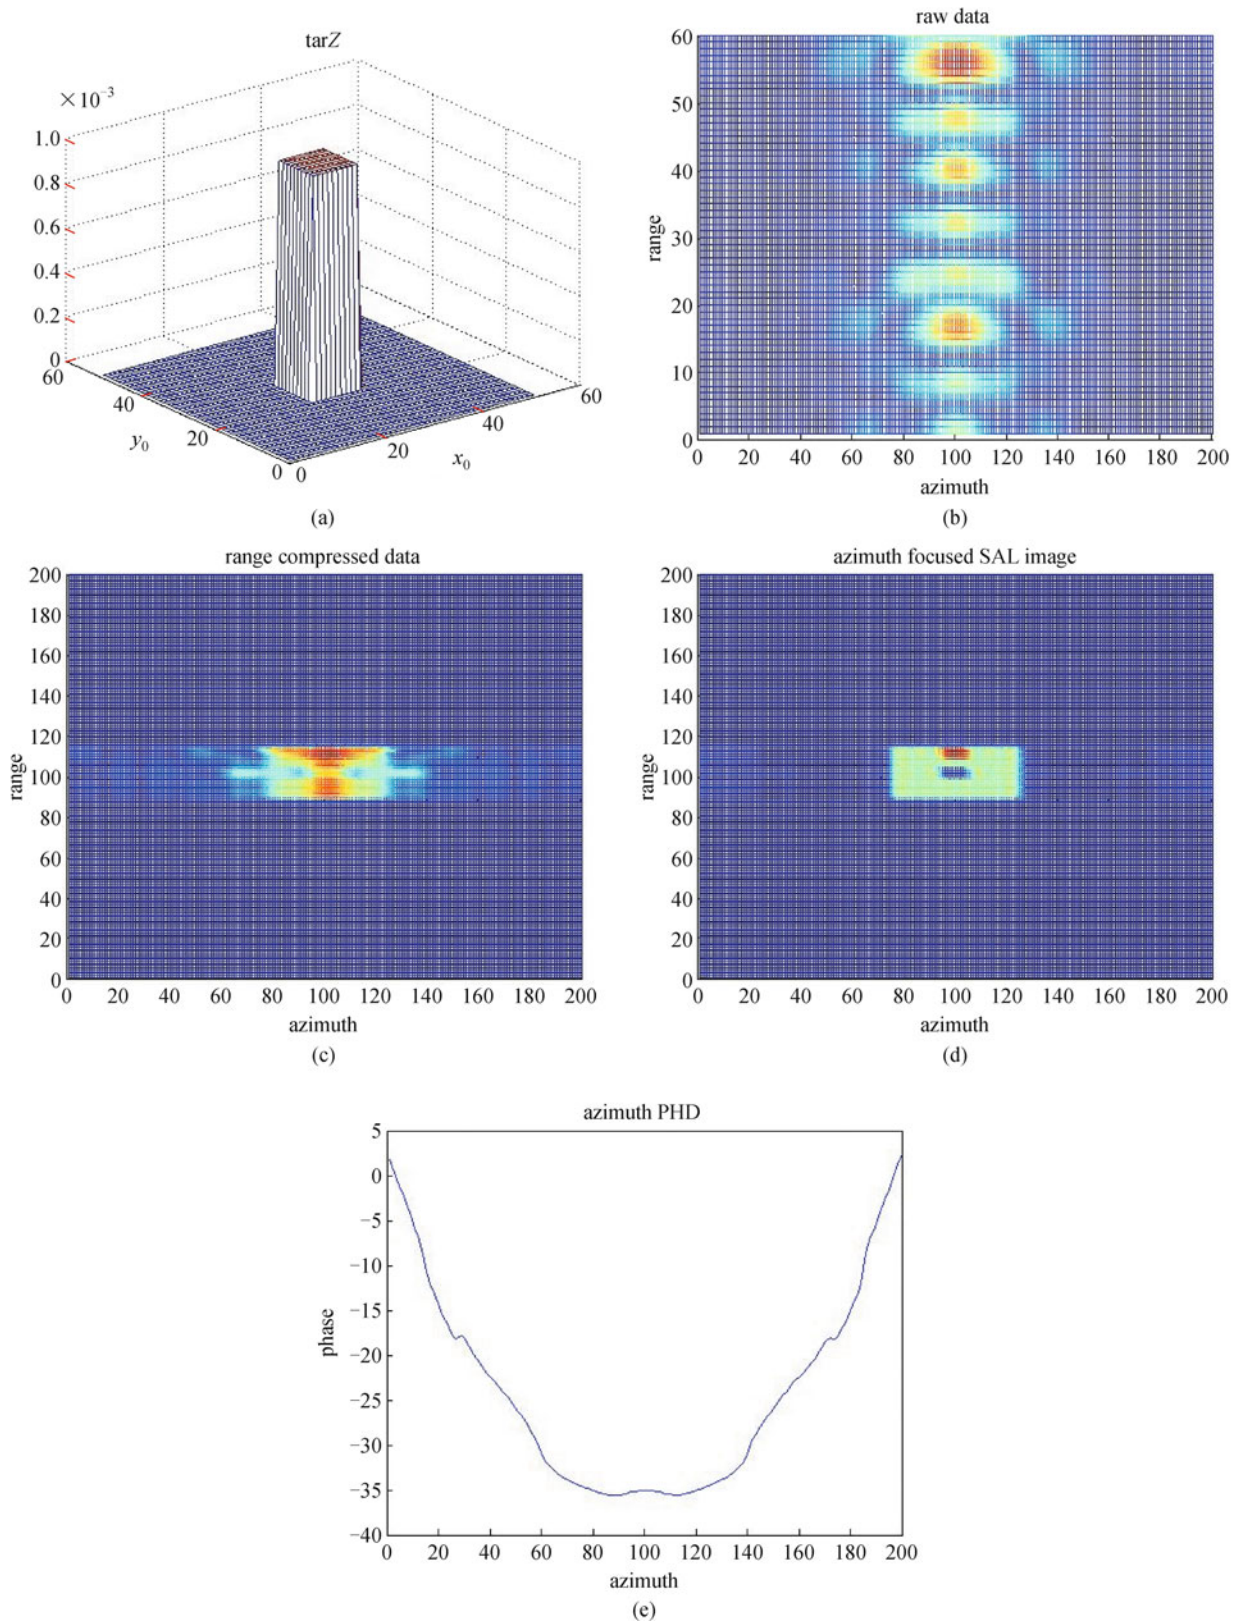 tarZ
×10⁻³
1.0
0.8
0.6
0.4
0.2
0
60
40
20
0
y₀
0
20
40
60
x₀
(a)
raw data
60
50
40
30
20
10
0
range
0 20 40 60 80 100 120 140 160 180 200
azimuth
(b)
range compressed data
200
180
160
140
120
100
80
60
40
20
0
range
0 20 40 60 80 100 120 140 160 180 200
azimuth
(c)
azimuth focused SAL image
200
180
160
140
120
100
80
60
40
20
0
range
0 20 40 60 80 100 120 140 160 180 200
azimuth
(d)
azimuth PHD
5
0
−5
−10
−15
−20
−25
−30
−35
−40
phase
0 20 40 60 80 100 120 140 160 180 200
azimuth
(e)